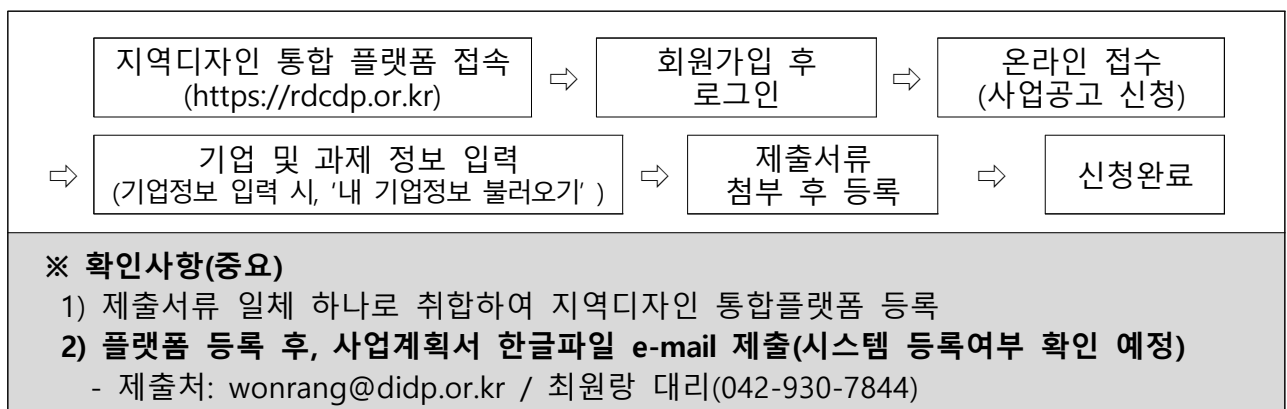 지역디자인 통합 플랫폼 접속
(https://rdcdp.or.kr)
⇨
회원가입 후
로그인
⇨
온라인 접수
(사업공고 신청)
⇨
기업 및 과제 정보 입력
(기업정보 입력 시, '내 기업정보 불러오기' )
⇨
제출서류
첨부 후 등록
⇨
신청완료
※ 확인사항(중요)
1) 제출서류 일체 하나로 취합하여 지역디자인 통합플랫폼 등록
2) 플랫폼 등록 후, 사업계획서 한글파일 e-mail 제출(시스템 등록여부 확인 예정)
- 제출처: wonrang@didp.or.kr / 최원랑 대리(042-930-7844)